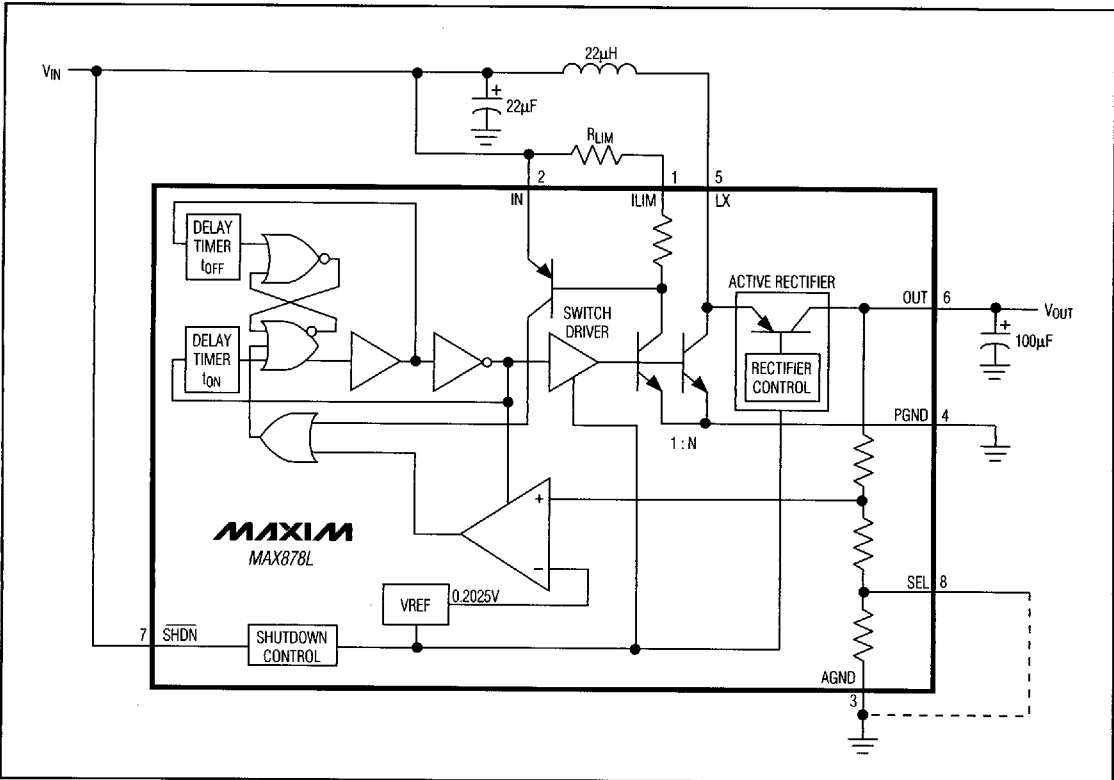 22µH
VIN
+
22µF
RLIM
2
1
5
IN
ILIM
LX
DELAY
TIMER
tOFF
ACTIVE RECTIFIER
OUT
6
VOUT
SWITCH
DRIVER
+
100µF
DELAY
TIMER
tON
RECTIFIER
CONTROL
PGND
4
1 : N
+
MAXIM
MAX878L
−
SEL
8
VREF
0.2025V
7
SHDN
SHUTDOWN
CONTROL
AGND
3